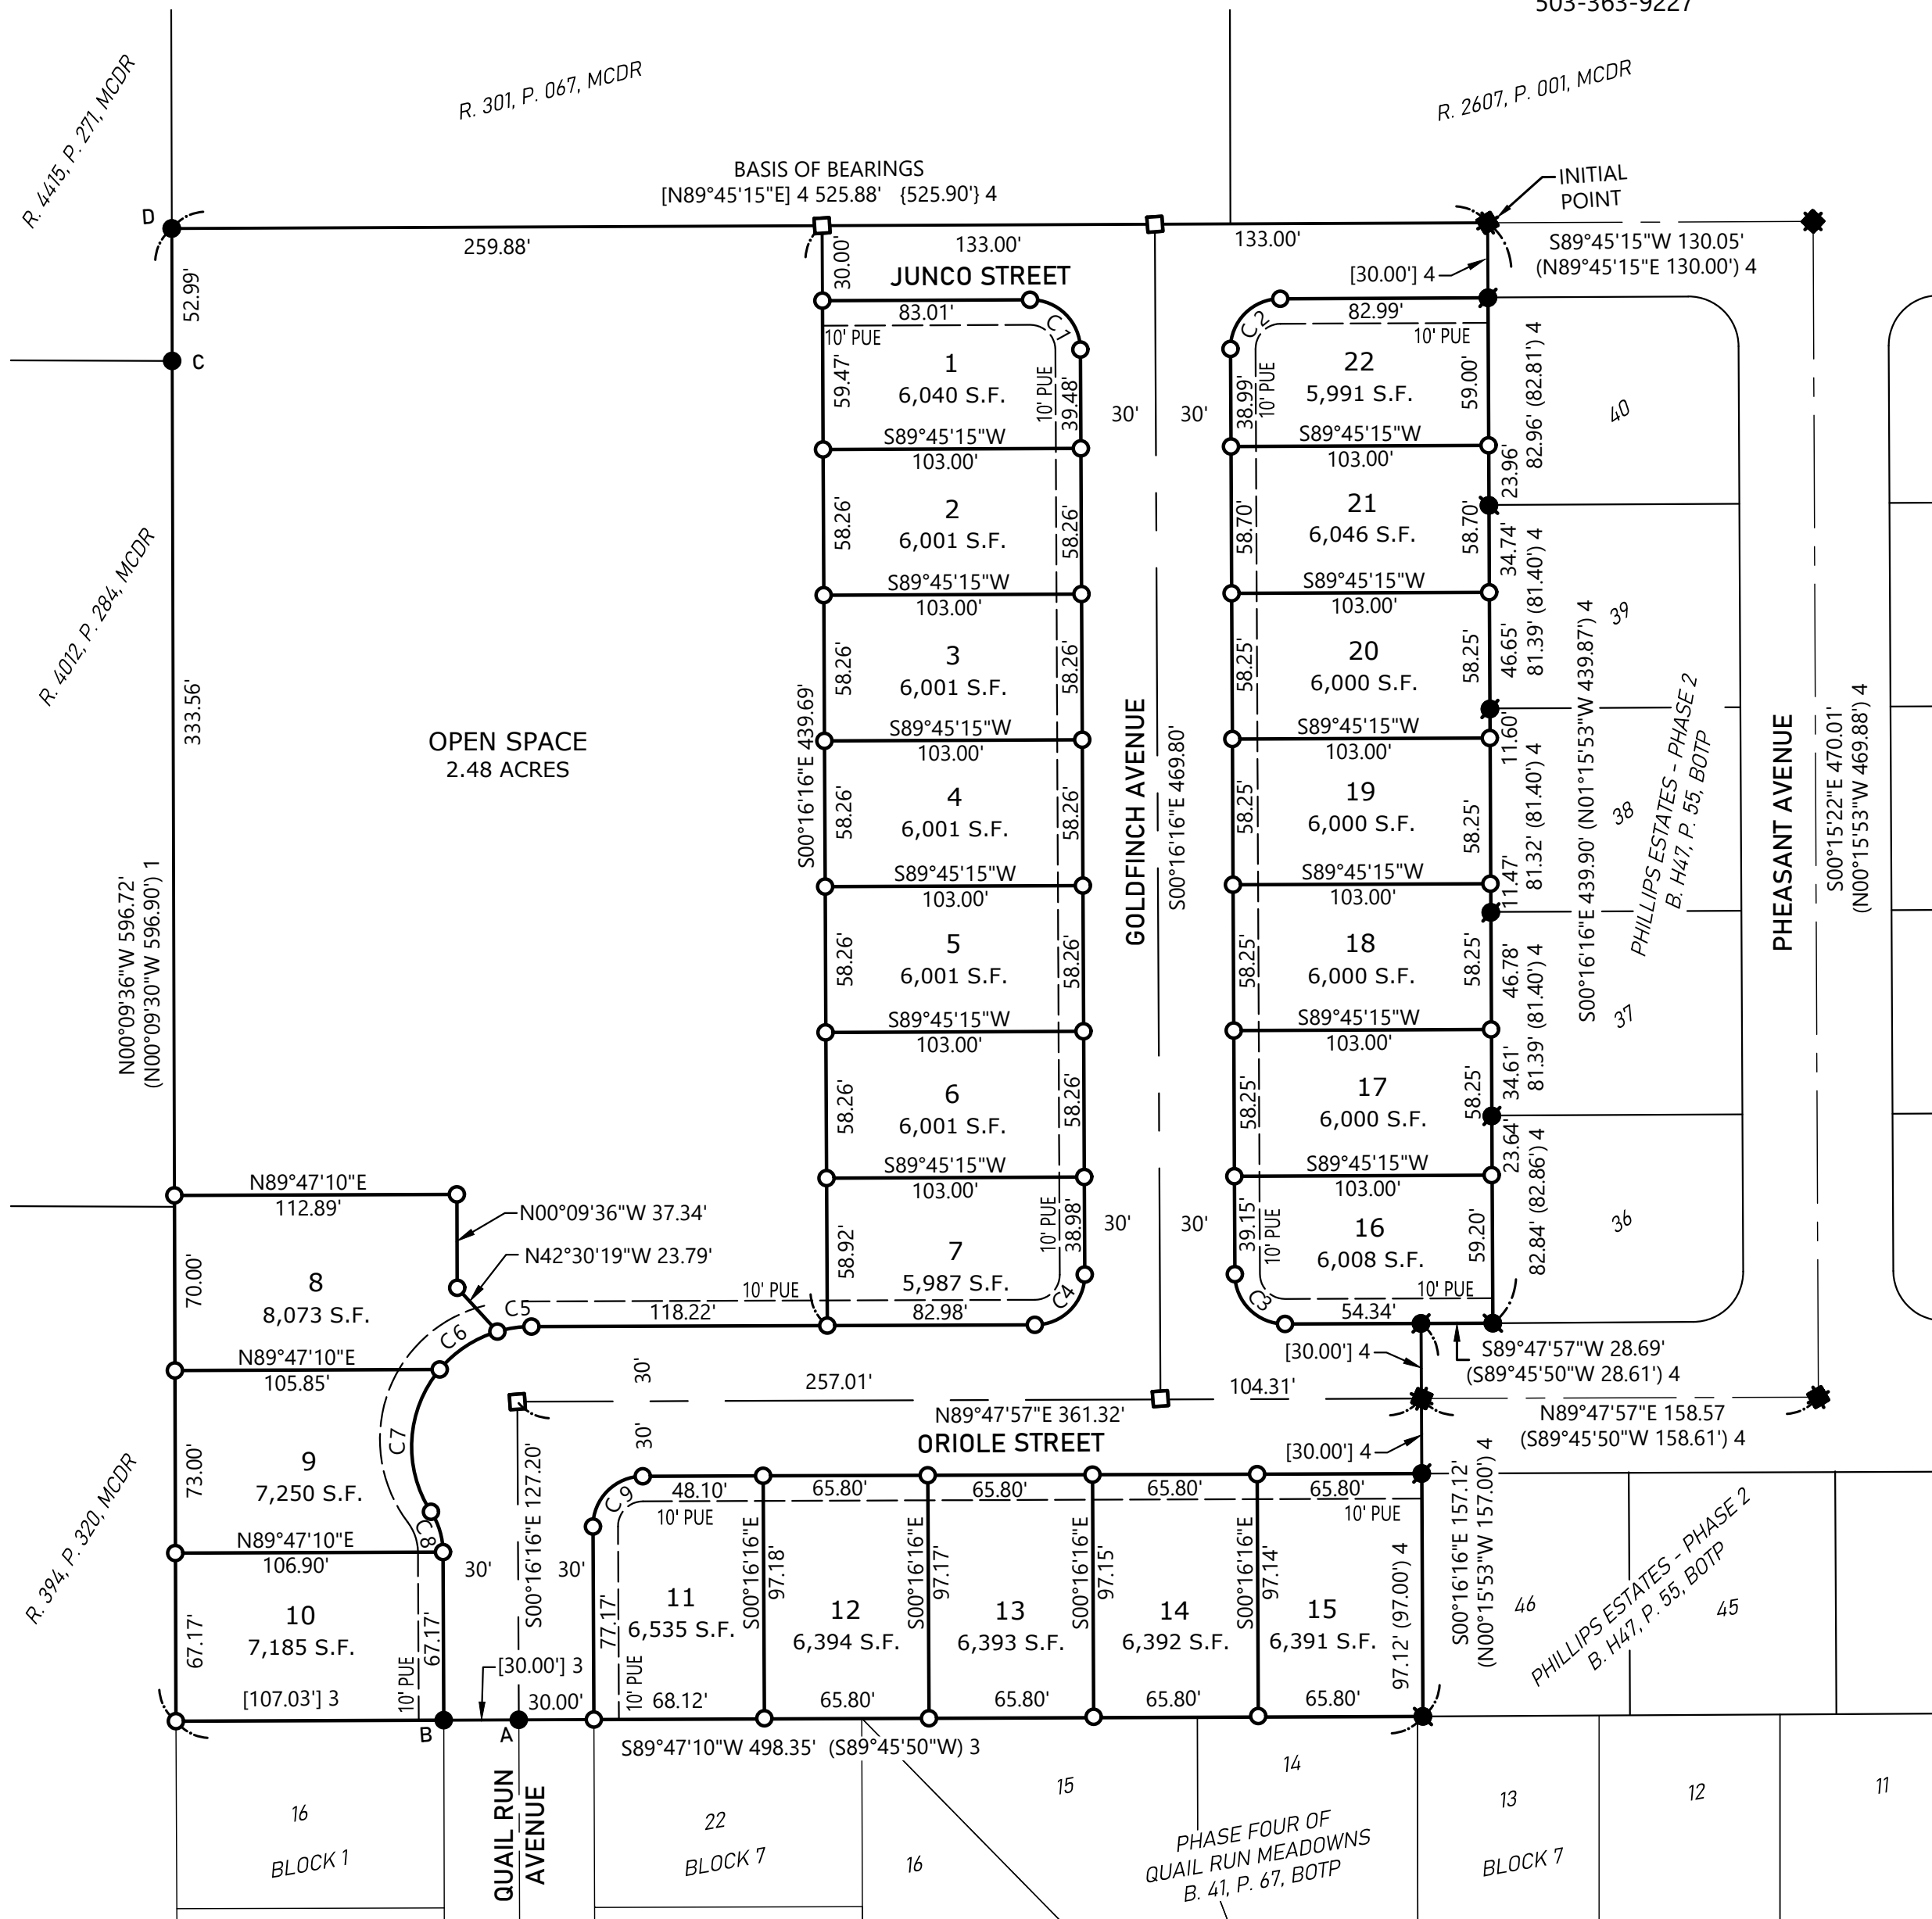 503-363-9227
R. 4415, P. 271, MCDR
R. 301, P. 067, MCDR
R. 2607, P. 001, MCDR
BASIS OF BEARINGS
[N89°45'15"E] 4 525.88' {525.90'} 4
INITIAL
POINT
D
259.88'
133.00'
133.00'
S89°45'15"W 130.05'
(N89°45'15"E 130.00') 4
[30.00'] 4
30.00'
JUNCO STREET
52.99'
C
83.01'
10' PUE
C1
1
6,040 S.F.
59.47'
10' PUE
39.48'
30'
30'
C2
82.99'
10' PUE
22
5,991 S.F.
38.99'
10' PUE
59.00'
82.96' (82.81') 4
40
S89°45'15"W
103.00'
S89°45'15"W
103.00'
23.96'
2
6,001 S.F.
58.26'
58.26'
21
6,046 S.F.
58.70'
58.70'
34.74'
81.39' (81.40') 4
39
R. 4012, P. 284, MCDR
S89°45'15"W
103.00'
S89°45'15"W
103.00'
3
6,001 S.F.
58.26'
58.26'
20
6,000 S.F.
58.25'
58.25'
46.65'
S00°16'16"E 439.90' (N01°15'53"W 439.87') 4
333.56'
S00°16'16"E 439.69'
OPEN SPACE
2.48 ACRES
S89°45'15"W
103.00'
S89°45'15"W
103.00'
11.60'
4
6,001 S.F.
58.26'
58.26'
GOLDFINCH AVENUE
S00°16'16"E 469.80'
19
6,000 S.F.
58.25'
58.25'
81.32' (81.40') 4
38
PHILLIPS ESTATES - PHASE 2
B. H47, P. 55, BOTP
PHEASANT AVENUE
S00°15'22"E 470.01'
(N00°15'53"W 469.88') 4
S89°45'15"W
103.00'
S89°45'15"W
103.00'
11.47'
5
6,001 S.F.
58.26'
58.26'
18
6,000 S.F.
58.25'
58.25'
46.78'
81.39' (81.40') 4
37
N00°09'36"W 596.72'
(N00°09'30"W 596.90') 1
S89°45'15"W
103.00'
S89°45'15"W
103.00'
34.61'
6
6,001 S.F.
58.26'
58.26'
17
6,000 S.F.
58.25'
58.25'
23.64'
S89°45'15"W
103.00'
S89°45'15"W
103.00'
82.84' (82.86') 4
36
N89°47'10"E
112.89'
N00°09'36"W 37.34'
N42°30'19"W 23.79'
7
5,987 S.F.
58.92'
10' PUE
38.98'
30'
30'
39.15'
10' PUE
16
6,008 S.F.
59.20'
10' PUE
8
8,073 S.F.
70.00'
10' PUE
C5
118.22'
82.98'
C4
C3
54.34'
C6
S89°47'57"W 28.69'
(S89°45'50"W 28.61') 4
[30.00'] 4
N89°47'10"E
105.85'
30'
257.01'
104.31'
N89°47'57"E 361.32'
N89°47'57"E 158.57
(S89°45'50"W 158.61') 4
ORIOLE STREET
30'
[30.00'] 4
C7
9
7,250 S.F.
73.00'
S00°16'16"E 127.20'
C9
48.10'
65.80'
65.80'
65.80'
65.80'
10' PUE
10' PUE
R. 394, P. 320, MCDR
C8
N89°47'10"E
106.90'
30'
30'
S00°16'16"E
97.18'
S00°16'16"E
97.17'
S00°16'16"E
97.15'
S00°16'16"E
97.14'
97.12' (97.00') 4
S00°16'16"E 157.12'
(N00°15'53"W 157.00') 4
10
7,185 S.F.
67.17'
67.17'
10' PUE
77.17'
11
6,535 S.F.
10' PUE
12
6,394 S.F.
13
6,393 S.F.
14
6,392 S.F.
15
6,391 S.F.
46
45
PHILLIPS ESTATES - PHASE 2
B. H47, P. 55, BOTP
[30.00'] 3
[107.03'] 3
30.00'
68.12'
65.80'
65.80'
65.80'
65.80'
B
A
S89°47'10"W 498.35' (S89°45'50"W) 3
QUAIL RUN
AVENUE
16
BLOCK 1
22
BLOCK 7
16
15
14
PHASE FOUR OF
QUAIL RUN MEADOWNS
B. 41, P. 67, BOTP
13
BLOCK 7
12
11